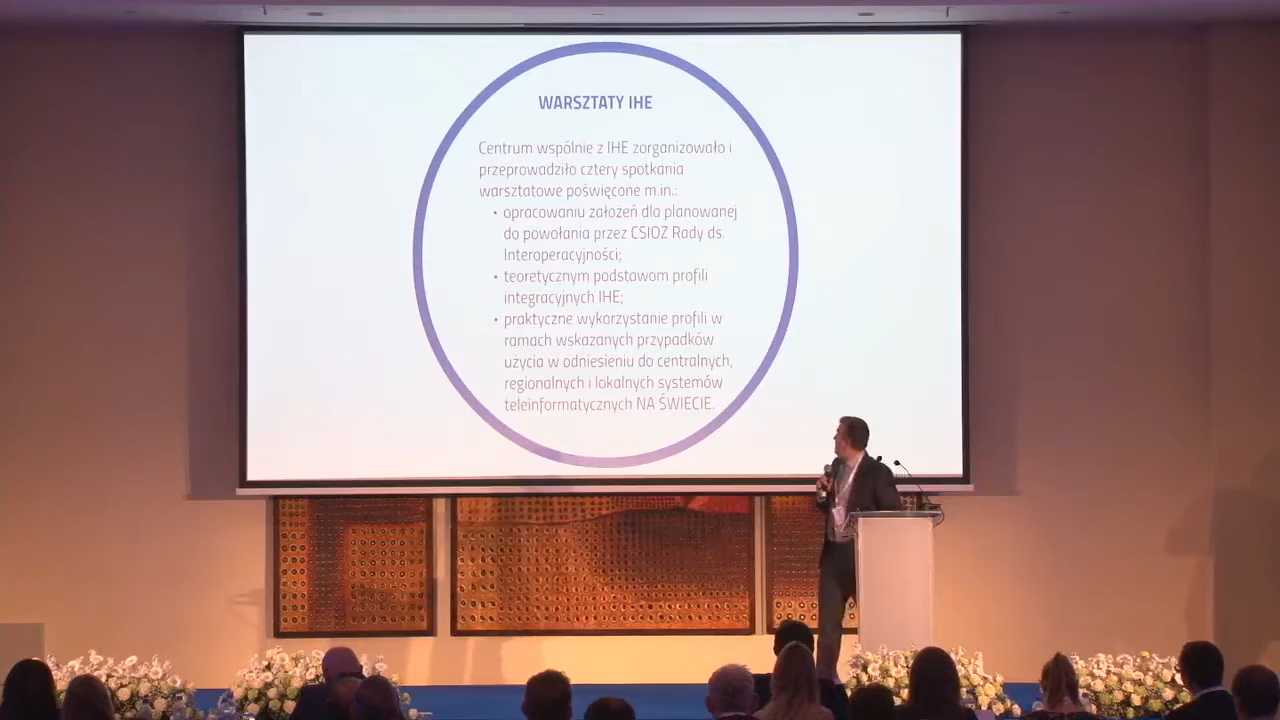 WARSZTATY IHE
Centrum wspólnie z IHE zorganizowało i
przeprowadziło cztery spotkania
warsztatowe poświęcone m.in.:
• opracowaniu założeń dla planowanej
do powołania przez CSIOZ Rady ds.
Interoperacyjności;
• teoretycznym podstawom profili
integracyjnych IHE;
• praktyczne wykorzystanie profili w
ramach wskazanych przypadków
użycia w odniesieniu do centralnych,
regionalnych i lokalnych systemów
teleinformatycznych NA ŚWIECIE.